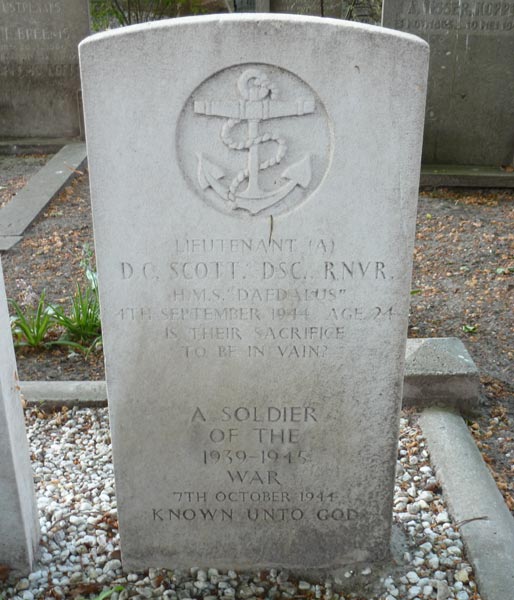 LIEUTENANT (A)
D.C. SCOTT. DSC., R.N.V.R.
H.M.S. "DAEDALUS"
4TH SEPTEMBER 1944 AGE 24
IS THEIR SACRIFICE
TO BE IN VAIN?
A SOLDIER
OF THE
1939-1945
WAR
7TH OCTOBER 1944
KNOWN UNTO GOD